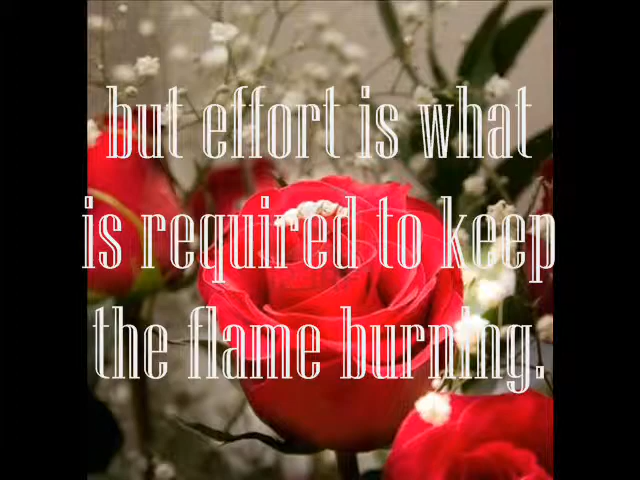 but effort is what
is required to keep
the flame burning.